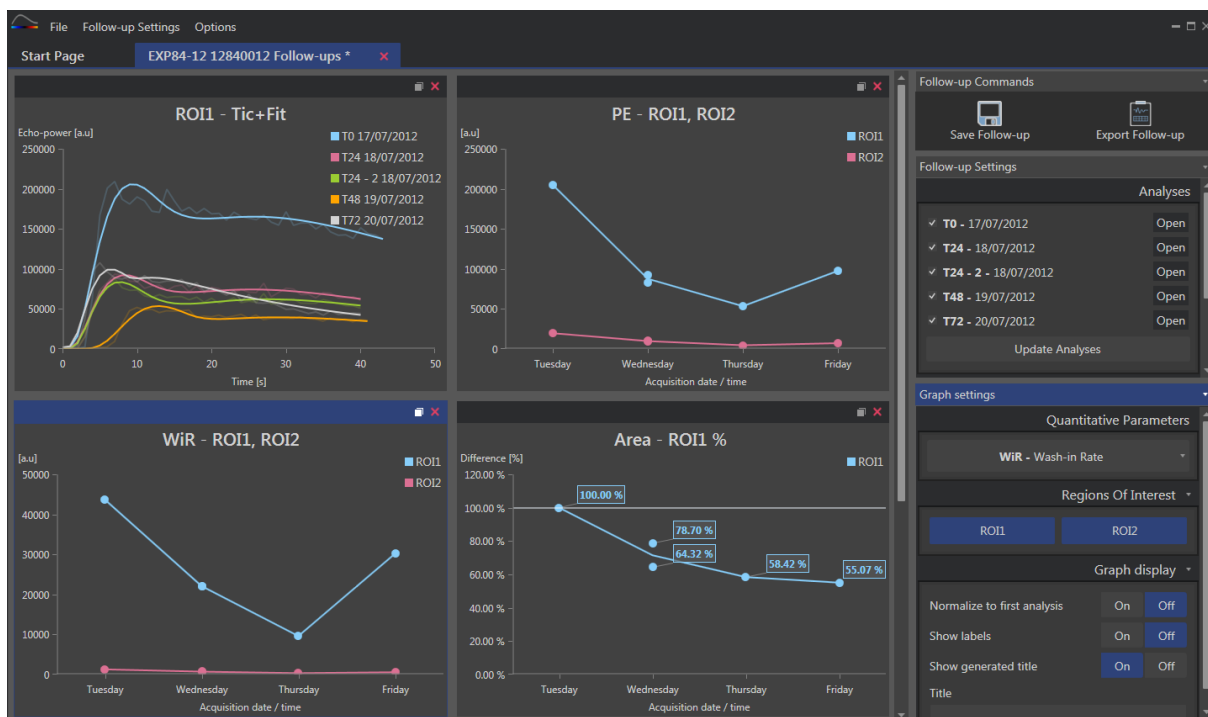 File Follow-up Settings Options
Start Page EXP84-12 12840012 Follow-ups *
ROI1 - Tic+Fit
Echo-power [a.u]
T0 17/07/2012
T24 18/07/2012
T24 - 2 18/07/2012
T48 19/07/2012
T72 20/07/2012
250000
200000
150000
100000
50000
0
0 10 20 30 40 50
Time [s]
PE - ROI1, ROI2
[a.u]
ROI1
ROI2
250000
200000
150000
100000
50000
0
Tuesday Wednesday Thursday Friday
Acquisition date / time
WiR - ROI1, ROI2
[a.u]
ROI1
ROI2
50000
40000
30000
20000
10000
0
Tuesday Wednesday Thursday Friday
Acquisition date / time
Area - ROI1 %
Difference [%]
ROI1
120.00 %
100.00 %
80.00 %
60.00 %
40.00 %
20.00 %
0.00 %
100.00 %
78.70 %
64.32 %
58.42 %
55.07 %
Tuesday Wednesday Thursday Friday
Acquisition date / time
Follow-up Commands
Save Follow-up Export Follow-up
Follow-up Settings
Analyses
T0 - 17/07/2012 Open
T24 - 18/07/2012 Open
T24 - 2 - 18/07/2012 Open
T48 - 19/07/2012 Open
T72 - 20/07/2012 Open
Update Analyses
Graph settings
Quantitative Parameters
WiR - Wash-in Rate
Regions Of Interest
ROI1 ROI2
Graph display
Normalize to first analysis On Off
Show labels On Off
Show generated title On Off
Title